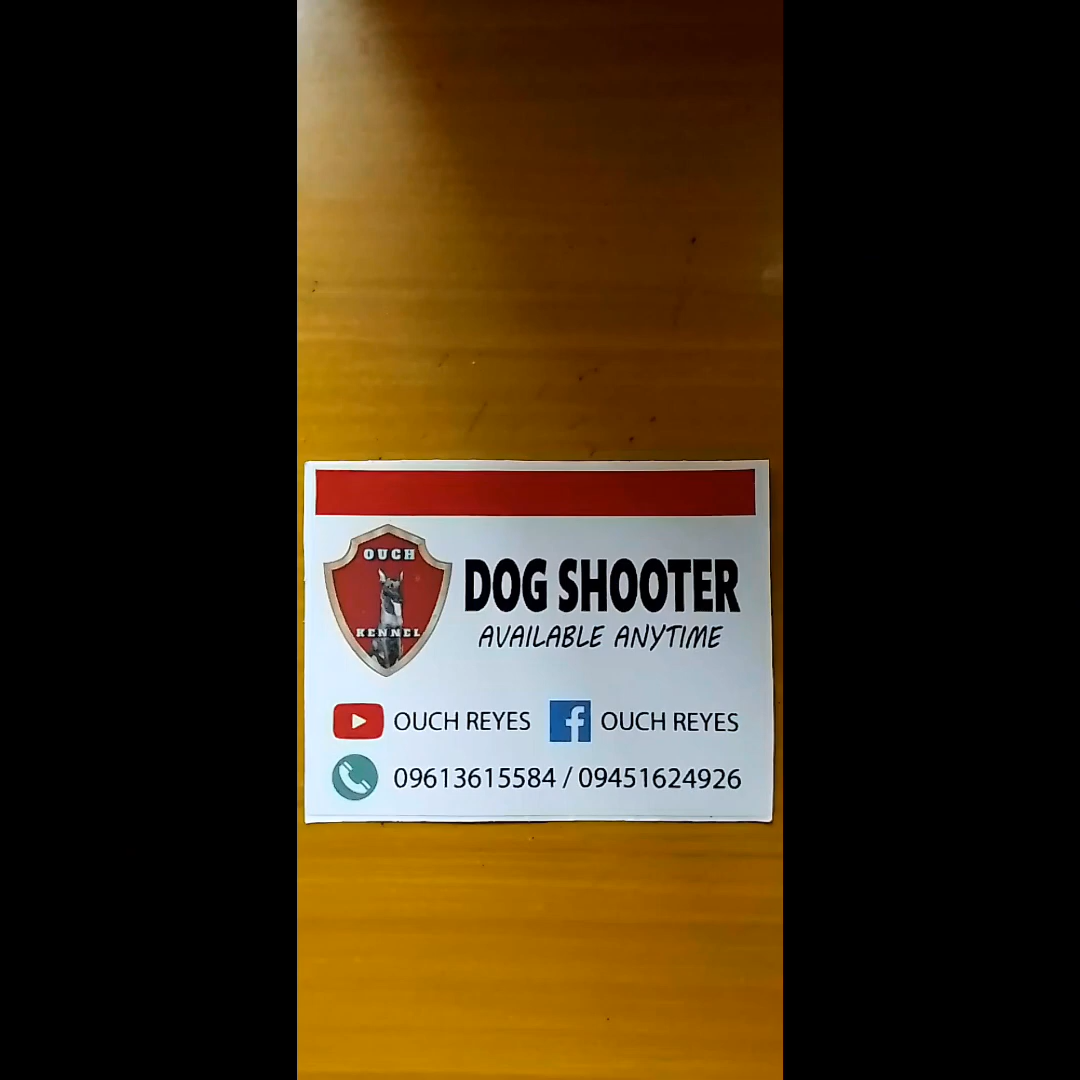 OUCH
KENNEL
DOG SHOOTER
AVAILABLE ANYTIME
OUCH REYES
OUCH REYES
09613615584 / 09451624926